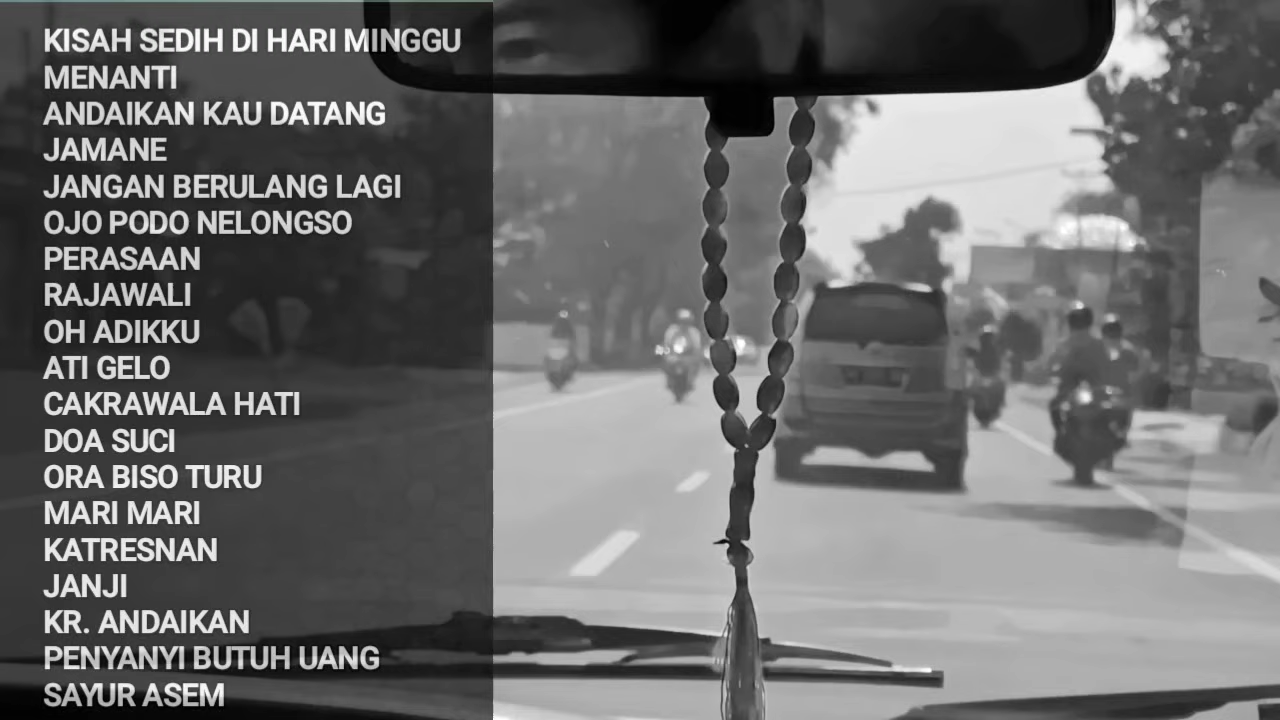 KISAH SEDIH DI HARI MINGGU
MENANTI
ANDAIKAN KAU DATANG
JAMANE
JANGAN BERULANG LAGI
OJO PODO NELONGSO
PERASAAN
RAJAWALI
OH ADIKKU
ATI GELO
CAKRAWALA HATI
DOA SUCI
ORA BISO TURU
MARI MARI
KATRESNAN
JANJI
KR. ANDAIKAN
PENYANYI BUTUH UANG
SAYUR ASEM